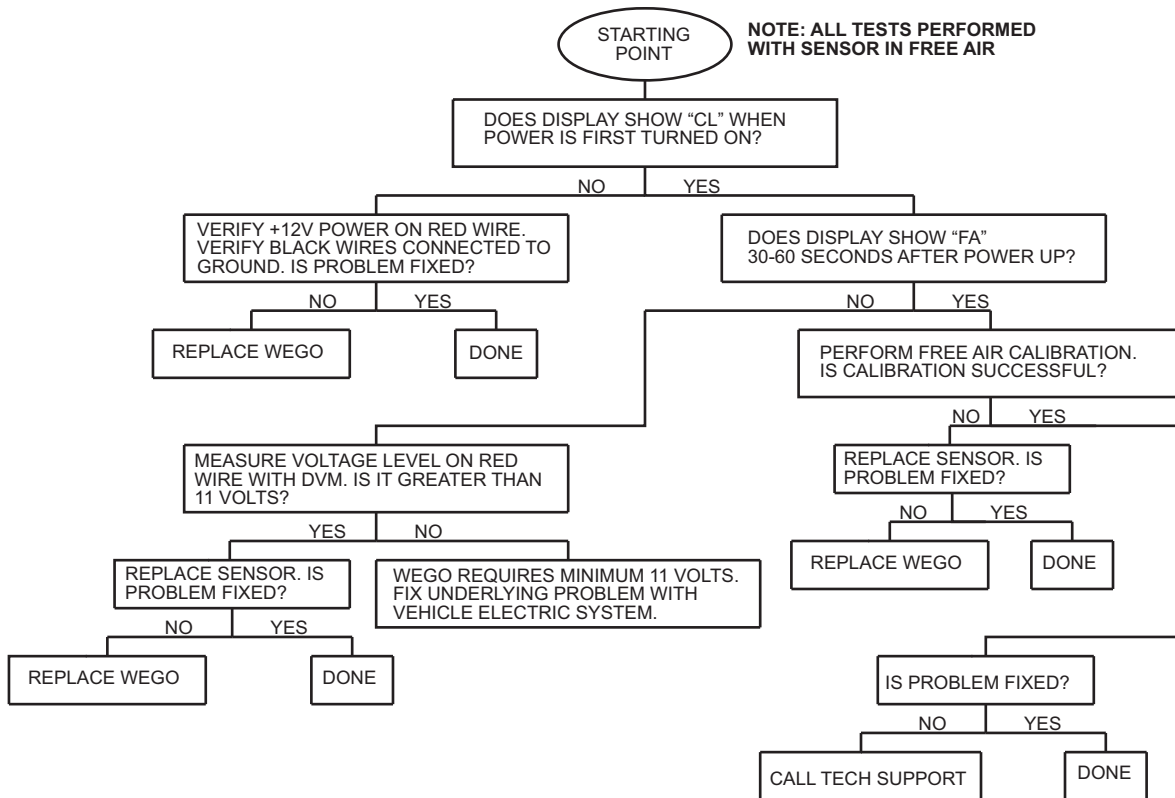 STARTING
POINT
NOTE: ALL TESTS PERFORMED
WITH SENSOR IN FREE AIR
DOES DISPLAY SHOW “CL” WHEN
POWER IS FIRST TURNED ON?
NO
YES
VERIFY +12V POWER ON RED WIRE.
VERIFY BLACK WIRES CONNECTED TO
GROUND. IS PROBLEM FIXED?
DOES DISPLAY SHOW “FA”
30-60 SECONDS AFTER POWER UP?
NO
YES
NO
YES
REPLACE WEGO
DONE
PERFORM FREE AIR CALIBRATION.
IS CALIBRATION SUCCESSFUL?
NO
YES
MEASURE VOLTAGE LEVEL ON RED
WIRE WITH DVM. IS IT GREATER THAN
11 VOLTS?
REPLACE SENSOR. IS
PROBLEM FIXED?
NO
YES
YES
NO
REPLACE WEGO
DONE
REPLACE SENSOR. IS
PROBLEM FIXED?
WEGO REQUIRES MINIMUM 11 VOLTS.
FIX UNDERLYING PROBLEM WITH
VEHICLE ELECTRIC SYSTEM.
NO
YES
REPLACE WEGO
DONE
IS PROBLEM FIXED?
NO
YES
CALL TECH SUPPORT
DONE